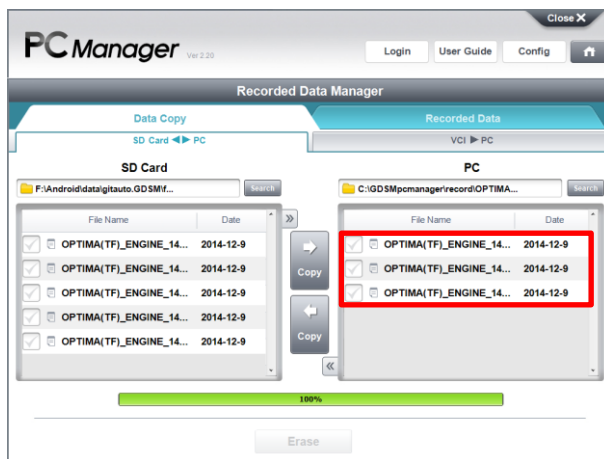 Close X
PC Manager Ver 2.20
Login User Guide Config
Recorded Data Manager
Data Copy Recorded Data
SD Card ◀▶ PC VCI ▶ PC
SD Card PC
F:\Android\data\gitauto.GDSM\f... Search C:\GDSMpcmanager\record\OPTIMA... Search
File Name Date File Name Date
OPTIMA(TF)_ENGINE_14... 2014-12-9 OPTIMA(TF)_ENGINE_14... 2014-12-9
OPTIMA(TF)_ENGINE_14... 2014-12-9 Copy OPTIMA(TF)_ENGINE_14... 2014-12-9
OPTIMA(TF)_ENGINE_14... 2014-12-9 OPTIMA(TF)_ENGINE_14... 2014-12-9
OPTIMA(TF)_ENGINE_14... 2014-12-9
OPTIMA(TF)_ENGINE_14... 2014-12-9 Copy
100%
Erase